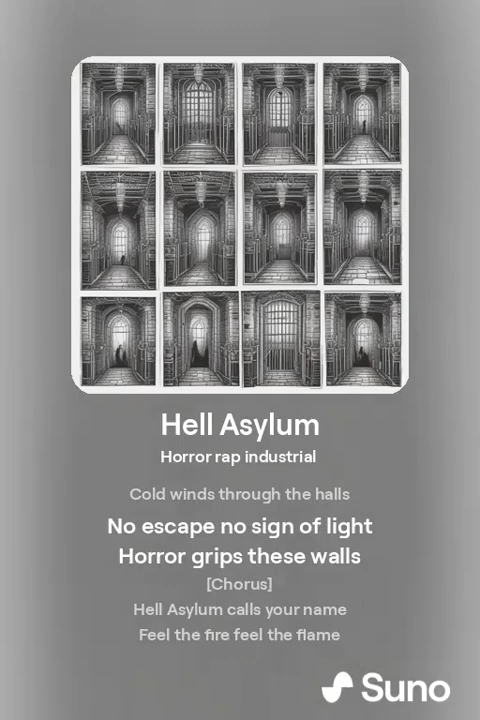 Hell Asylum
Horror rap industrial
Cold winds through the halls
No escape no sign of light
Horror grips these walls
[Chorus]
Hell Asylum calls your name
Feel the fire feel the flame
Suno